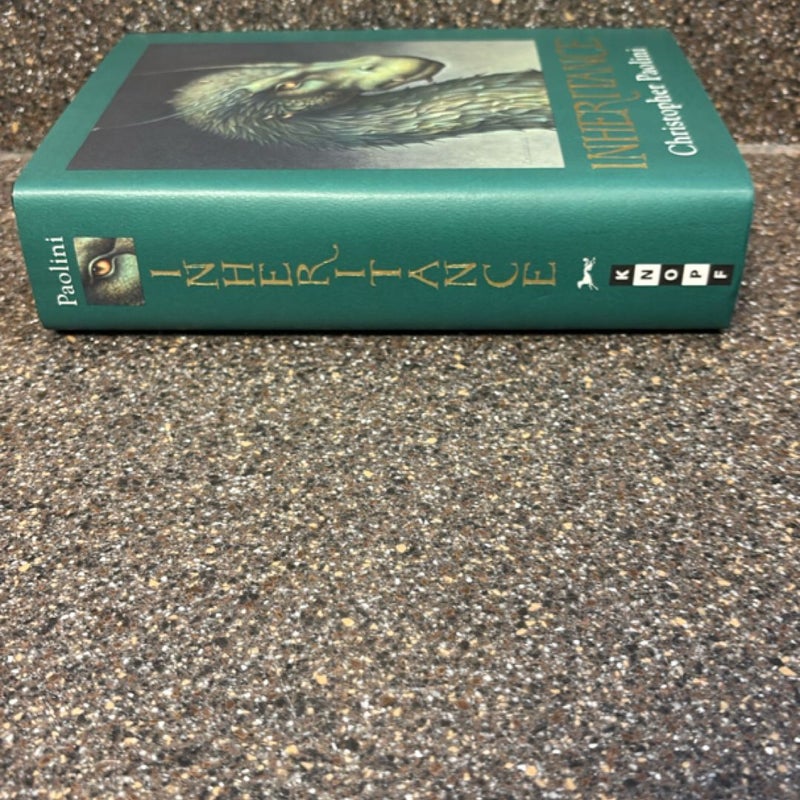 INHERITANCE
Christopher Paolini
Paolini
INHERITANCE
KNOPF